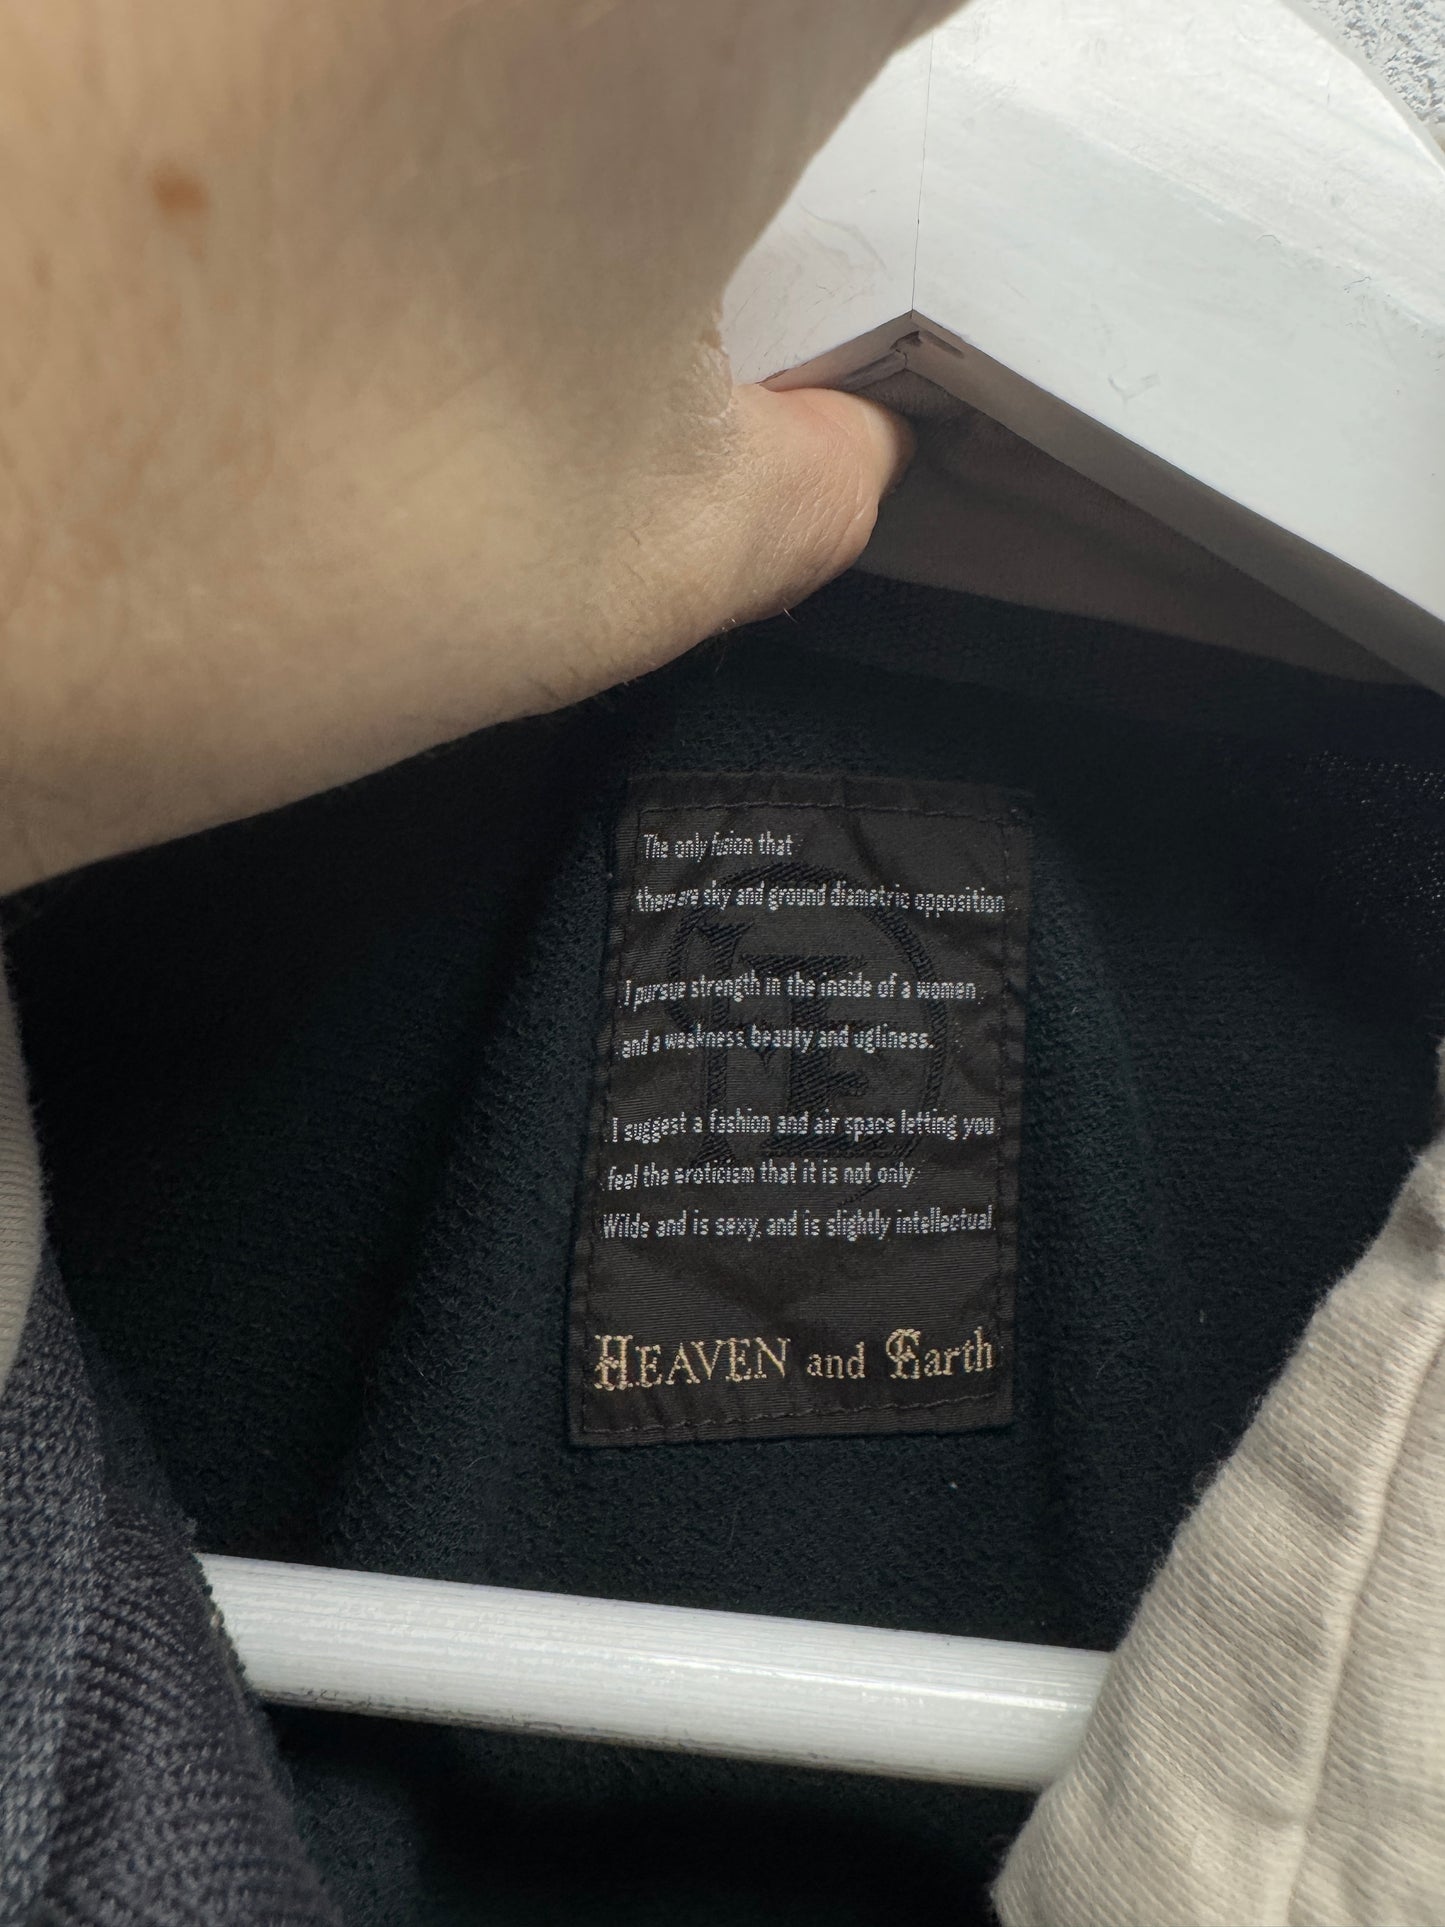 The only fusion that
there are sky and ground diametric opposition
I pursue strength in the inside of a women
and a weakness, beauty and ugliness.
I suggest a fashion and air space letting you
feel the eroticism that it is not only
Wilde and is sexy, and is slightly intellectual.
HEAVEN and Earth